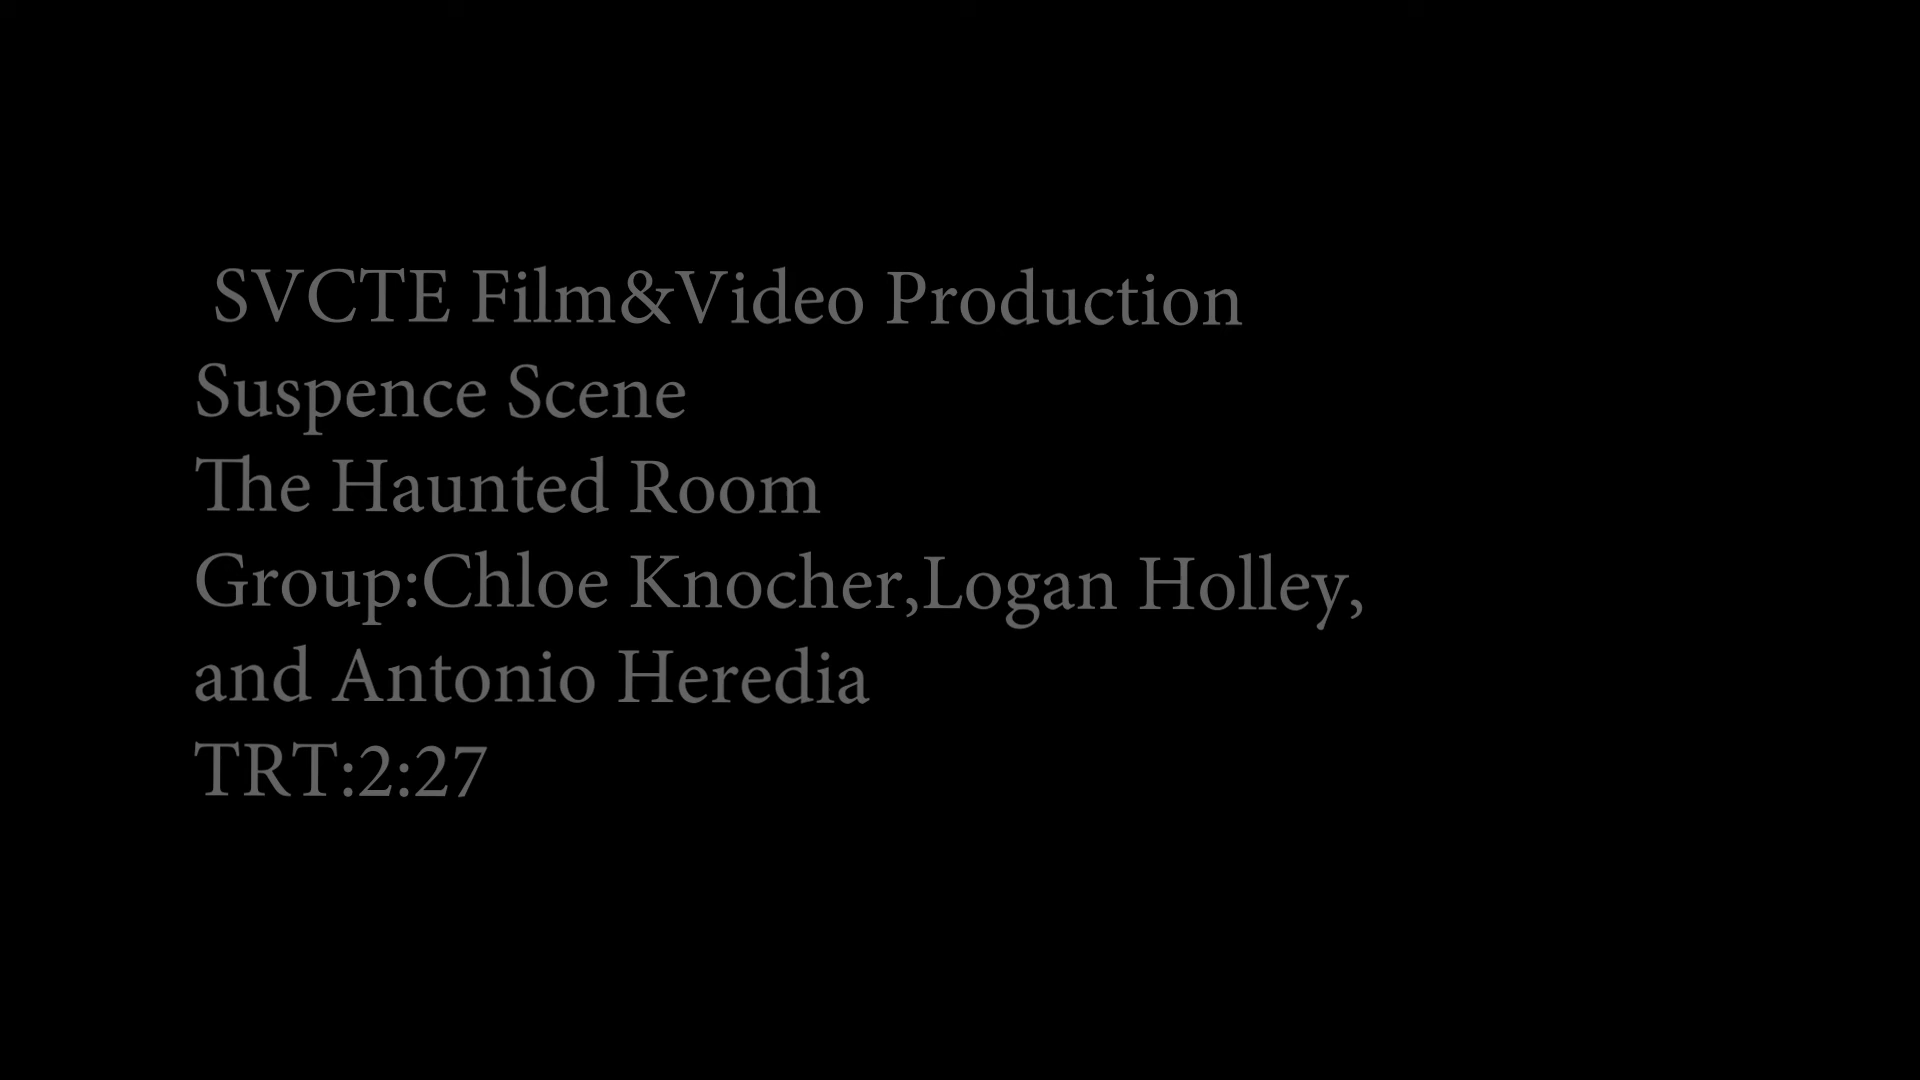 SVCTE Film&Video Production
Suspence Scene
The Haunted Room
Group:Chloe Knocher,Logan Holley,
and Antonio Heredia
TRT:2:27